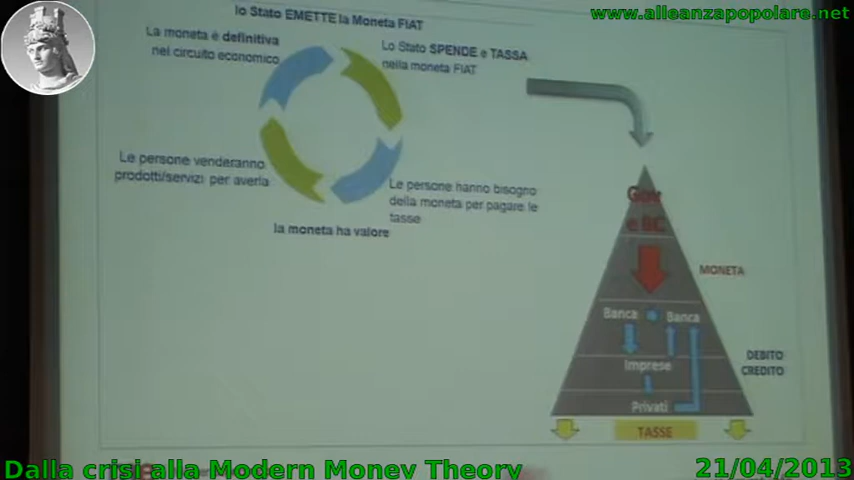 www.alleanzapopolare.net
lo Stato EMETTE la Moneta FIAT
La moneta è definitiva
nel circuito economico
Lo Stato SPENDE e TASSA
nella moneta FIAT
Le persone venderanno
prodotti/servizi per averla
Le persone hanno bisogno
della moneta per pagare le
tasse
la moneta ha valore
Gov
e BC
MONETA
Banca
Banca
Imprese
DEBITO
CREDITO
Privati
TASSE
Dalla crisi alla Modern Money Theory
21/04/2013